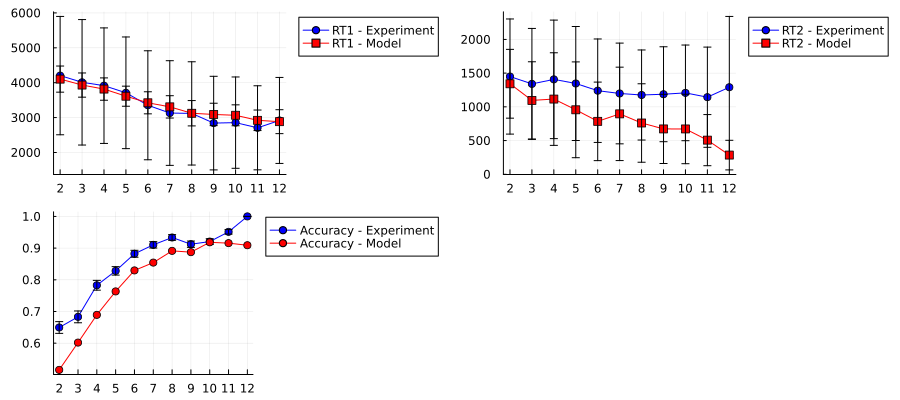 6000
5000
4000
3000
2000
2 3 4 5 6 7 8 9 10 11 12
RT1 - Experiment
RT1 - Model
2000
1500
1000
500
0
2 3 4 5 6 7 8 9 10 11 12
RT2 - Experiment
RT2 - Model
1.0
0.9
0.8
0.7
0.6
2 3 4 5 6 7 8 9 10 11 12
Accuracy - Experiment
Accuracy - Model